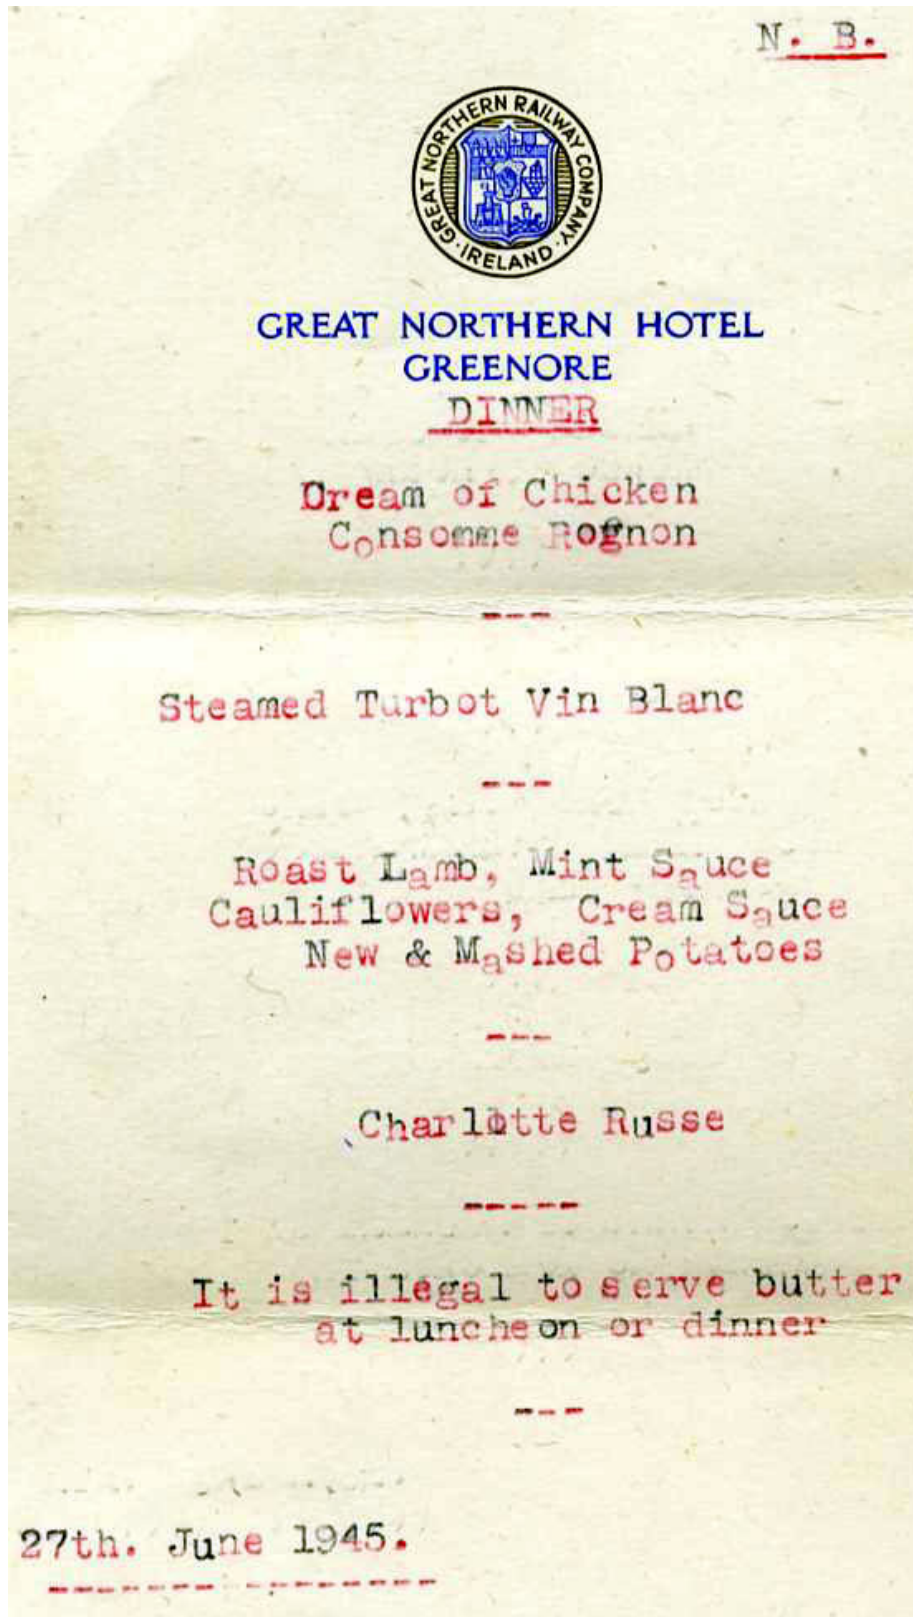 N. B.
GREAT NORTHERN RAILWAY COMPANY · IRELAND ·
GREAT NORTHERN HOTEL
GREENORE
DINNER
Cream of Chicken
Consomme Rognon
---
Steamed Turbot Vin Blanc
---
Roast Lamb, Mint Sauce
Cauliflowers, Cream Sauce
New & Mashed Potatoes
---
Charlotte Russe
-----
It is illegal to serve butter
at luncheon or dinner
---
27th. June 1945.
------- --------